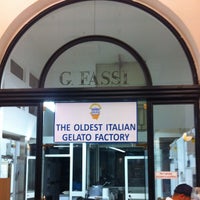 G. FASSI
THE OLDEST ITALIAN
GELATO FACTORY